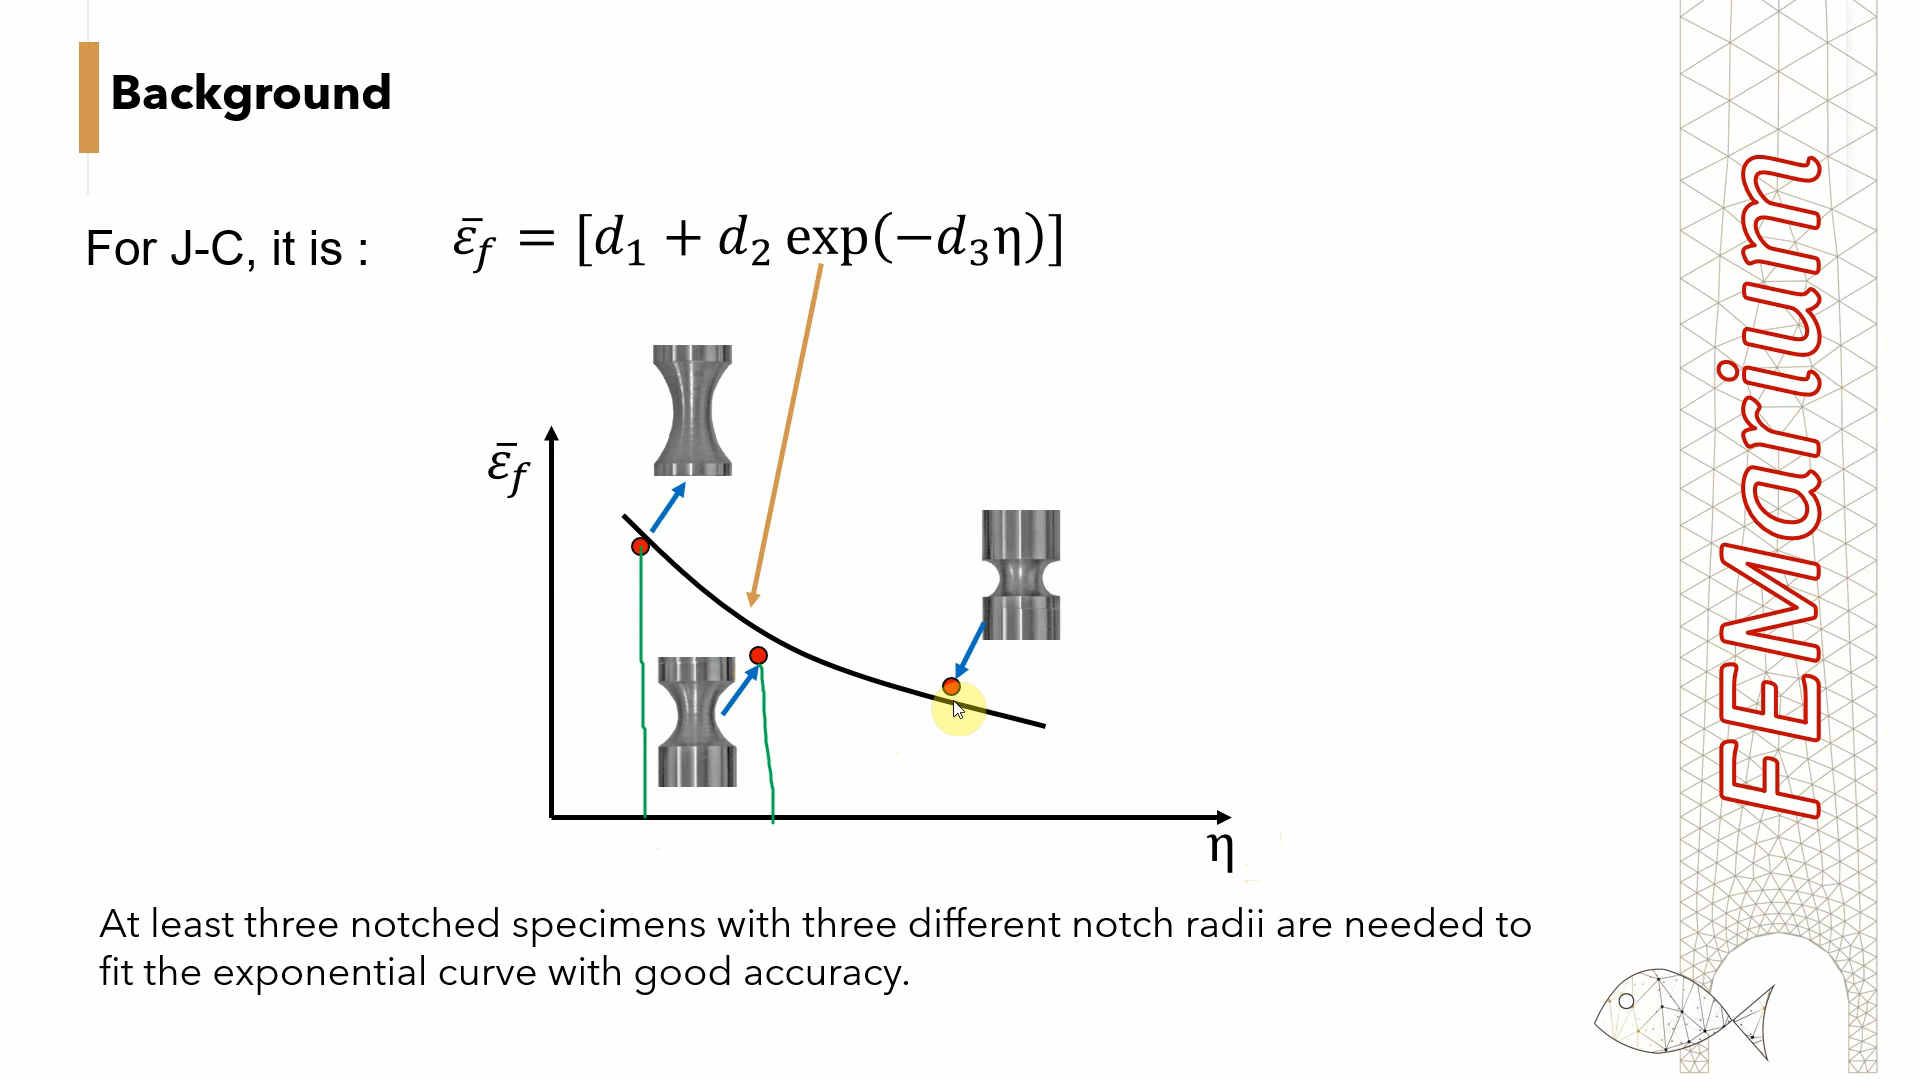 Background
For J-C, it is :
ε̄_f = [d₁ + d₂ exp(−d₃η)]
ε̄_f
η
At least three notched specimens with three different notch radii are needed to
fit the exponential curve with good accuracy.
FEMarium